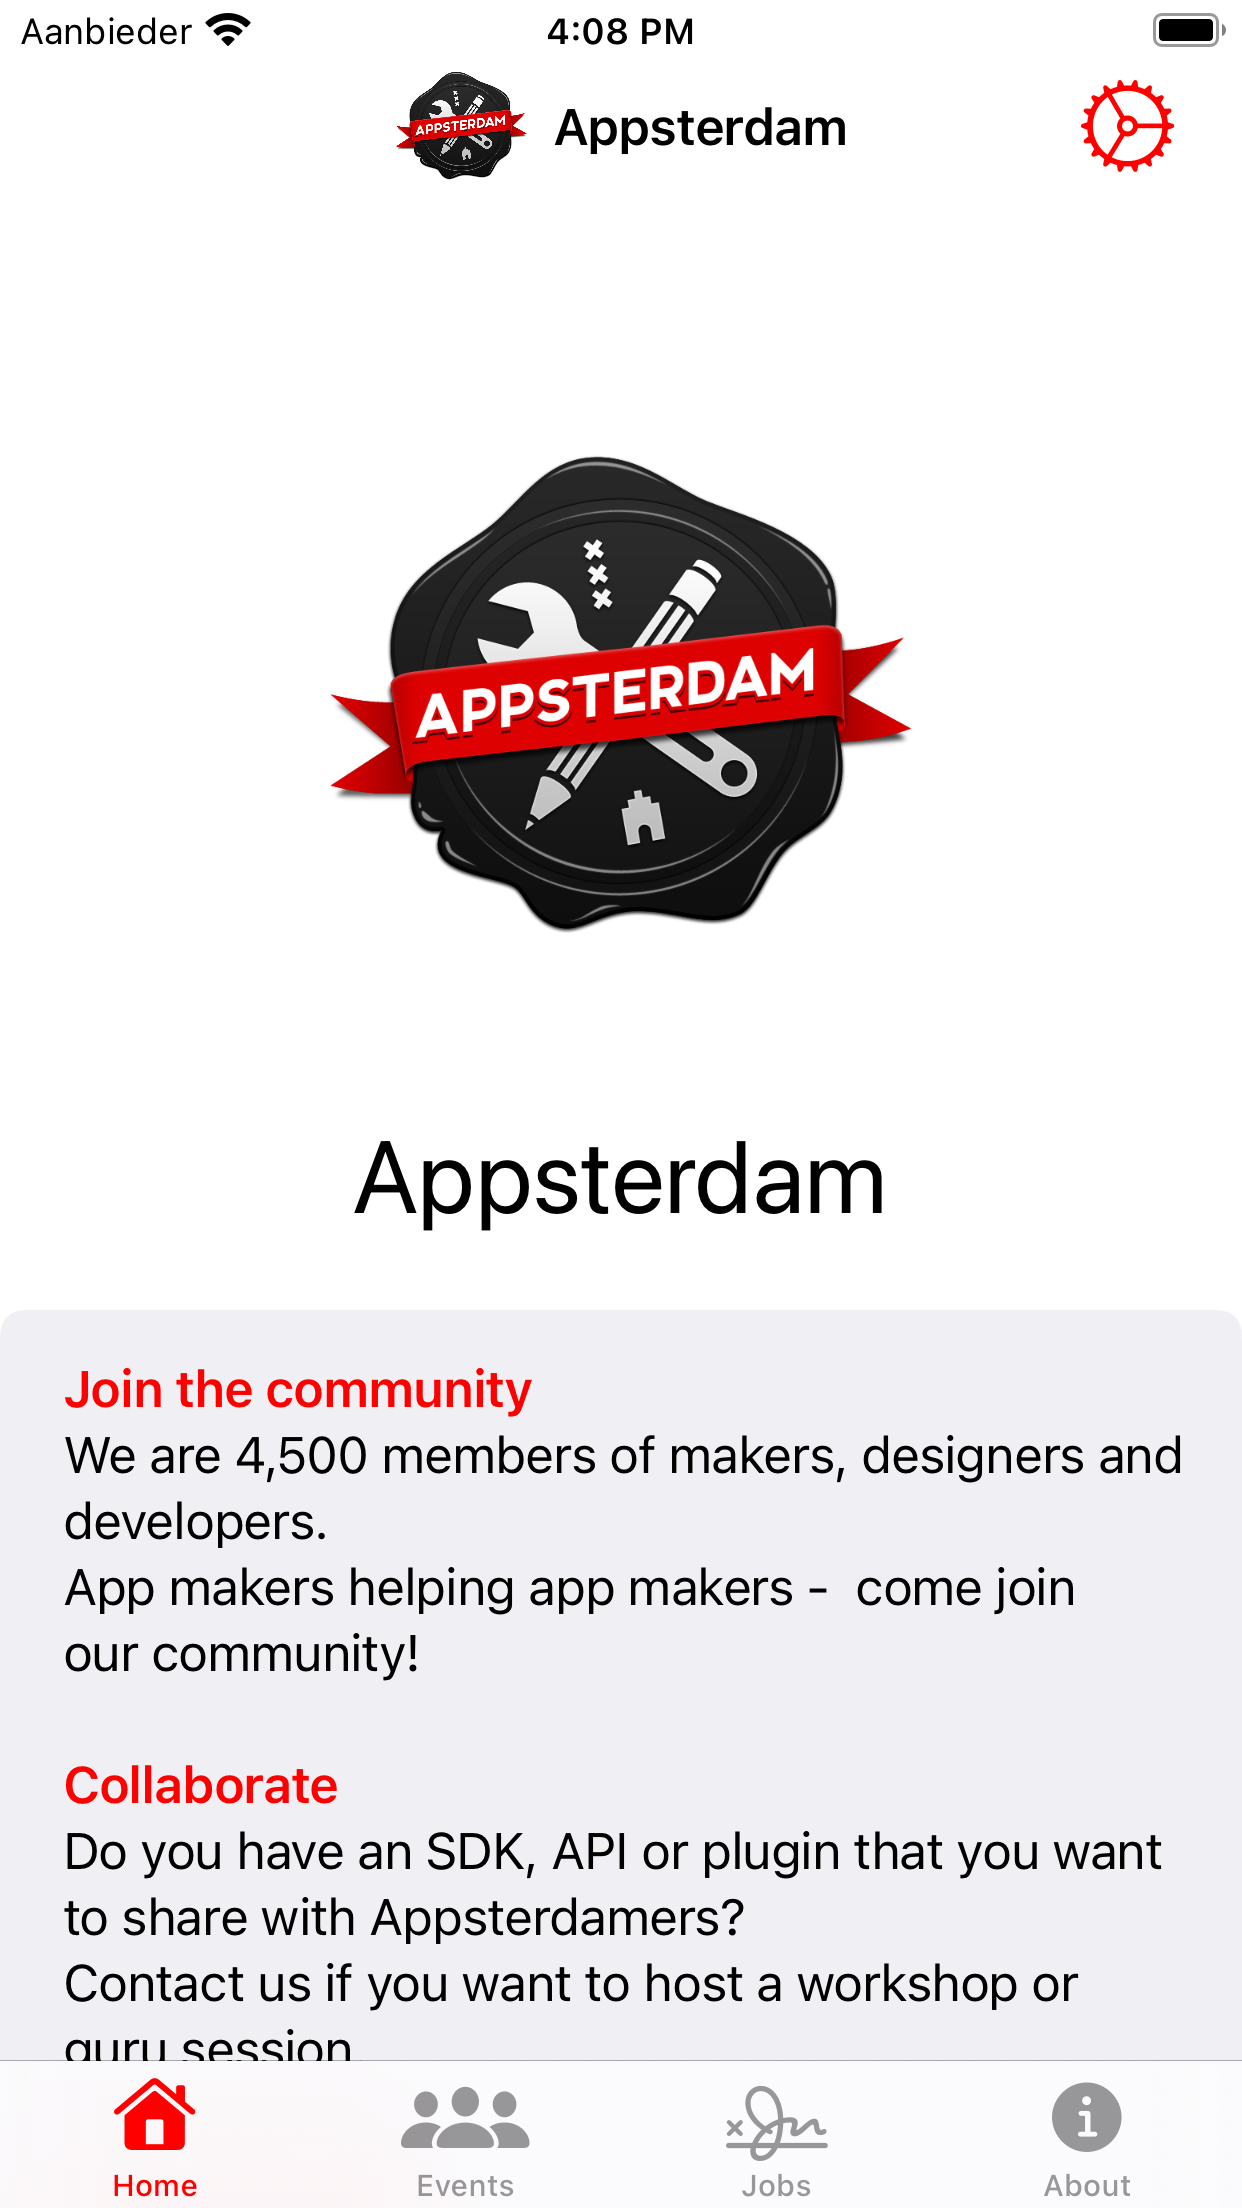 Aanbieder 4:08 PM
APPSTERDAM Appsterdam
APPSTERDAM
Appsterdam
Join the community
We are 4,500 members of makers, designers and
developers.
App makers helping app makers -  come join
our community!
Collaborate
Do you have an SDK, API or plugin that you want
to share with Appsterdamers?
Contact us if you want to host a workshop or
guru session.
Home Events Jobs About